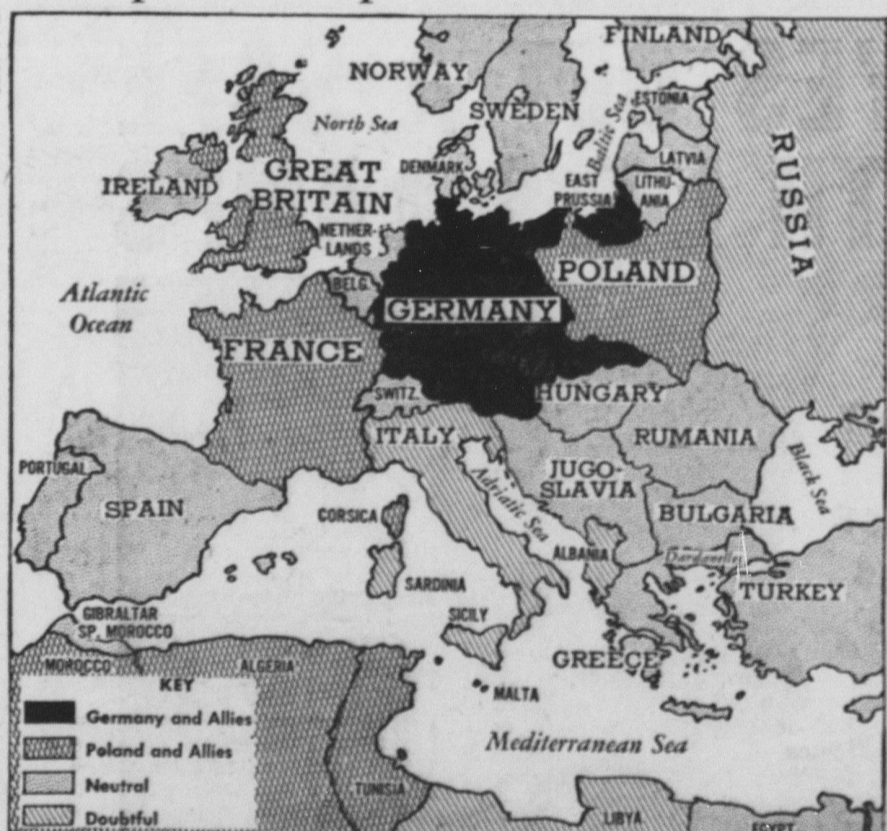 FINLAND
NORWAY
SWEDEN
ESTONIA
North Sea
Baltic Sea
LATVIA
DENMARK
RUSSIA
IRELAND
GREAT
BRITAIN
EAST
PRUSSIA
LITHU-
ANIA
NETHER-
LANDS
POLAND
BELG.
Atlantic
Ocean
GERMANY
FRANCE
SWITZ.
HUNGARY
ITALY
RUMANIA
PORTUGAL
SPAIN
JUGO-
SLAVIA
Black Sea
Adriatic Sea
CORSICA
BULGARIA
ALBANIA
Dardanelles
SARDINIA
TURKEY
GIBRALTAR
SP. MOROCCO
SICILY
GREECE
MOROCCO
ALGERIA
KEY
MALTA
Germany and Allies
Poland and Allies
Mediterranean Sea
Neutral
TUNISIA
Doubtful
LIBYA
EGYPT